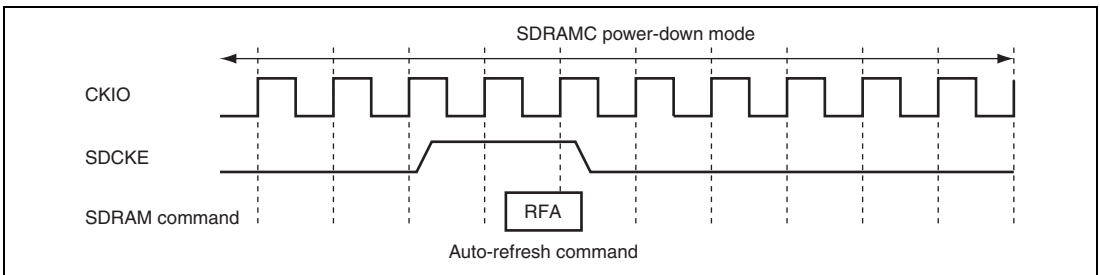 SDRAMC power-down mode
CKIO
SDCKE
SDRAM command
RFA
Auto-refresh command